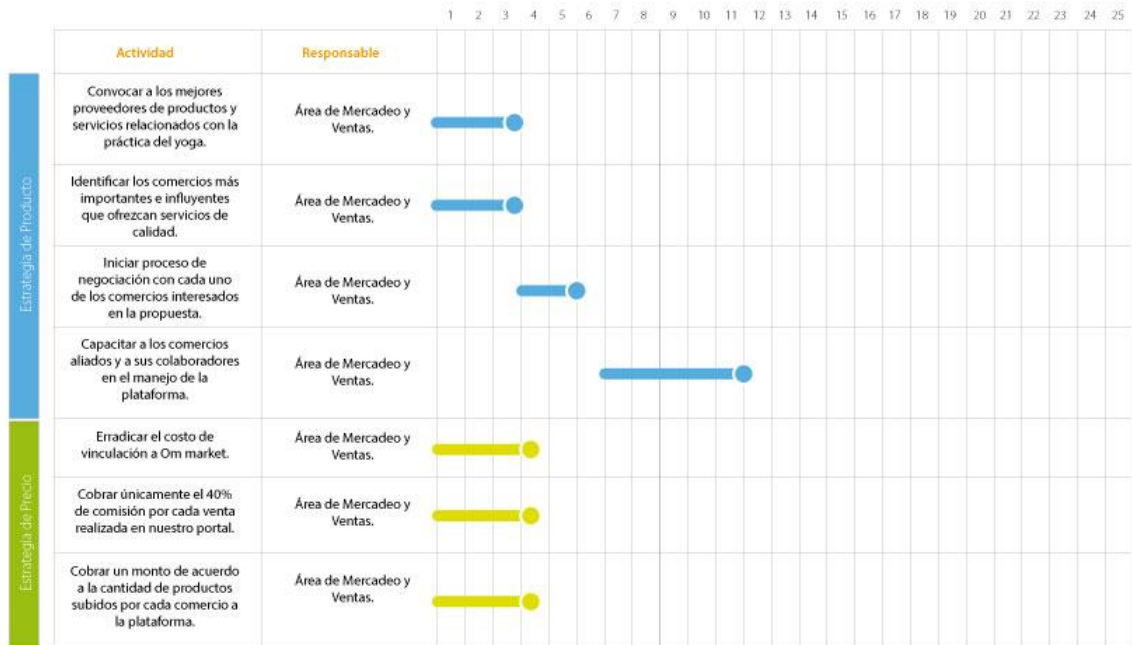 1 2 3 4 5 6 7 8 9 10 11 12 13 14 15 16 17 18 19 20 21 22 23 24 25
Actividad
Responsable
Estrategia de Producto
Convocar a los mejores
proveedores de productos y
servicios relacionados con la
práctica del yoga.
Área de Mercadeo y
Ventas.
Identificar los comercios más
importantes e influyentes
que ofrezcan servicios de
calidad.
Área de Mercadeo y
Ventas.
Iniciar proceso de
negociación con cada uno
de los comercios interesados
en la propuesta.
Área de Mercadeo y
Ventas.
Capacitar a los comercios
aliados y a sus colaboradores
en el manejo de la
plataforma.
Área de Mercadeo y
Ventas.
Estrategia de Precio
Erradicar el costo de
vinculación a Om market.
Área de Mercadeo y
Ventas.
Cobrar únicamente el 40%
de comisión por cada venta
realizada en nuestro portal.
Área de Mercadeo y
Ventas.
Cobrar un monto de acuerdo
a la cantidad de productos
subidos por cada comercio a
la plataforma.
Área de Mercadeo y
Ventas.